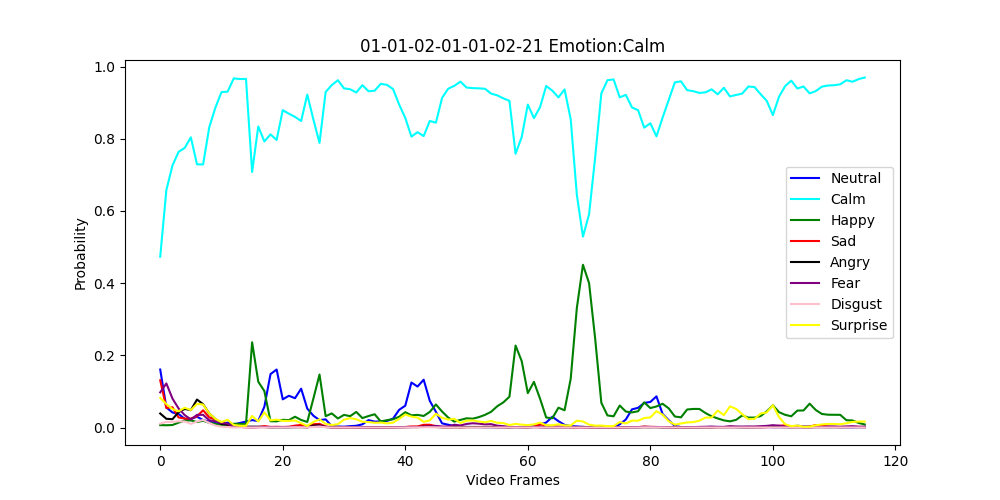 01-01-02-01-01-02-21 Emotion:Calm
Probability
1.0
0.8
0.6
0.4
0.2
0.0
Neutral
Calm
Happy
Sad
Angry
Fear
Disgust
Surprise
0 20 40 60 80 100 120
Video Frames